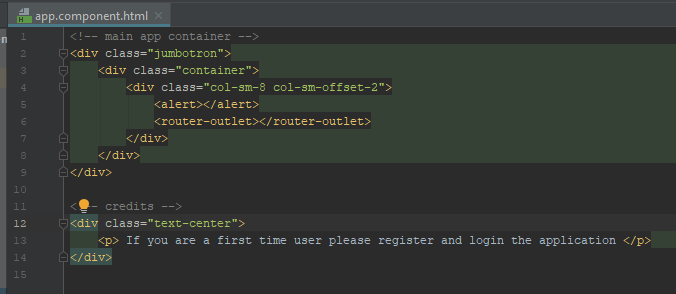 app.component.html
1 <!-- main app container -->
2 <div class="jumbotron">
3 <div class="container">
4 <div class="col-sm-8 col-sm-offset-2">
5 <alert></alert>
6 <router-outlet></router-outlet>
7 </div>
8 </div>
9 </div>
10
11 <!-- credits -->
12 <div class="text-center">
13 <p> If you are a first time user please register and login the application </p>
14 </div>
15